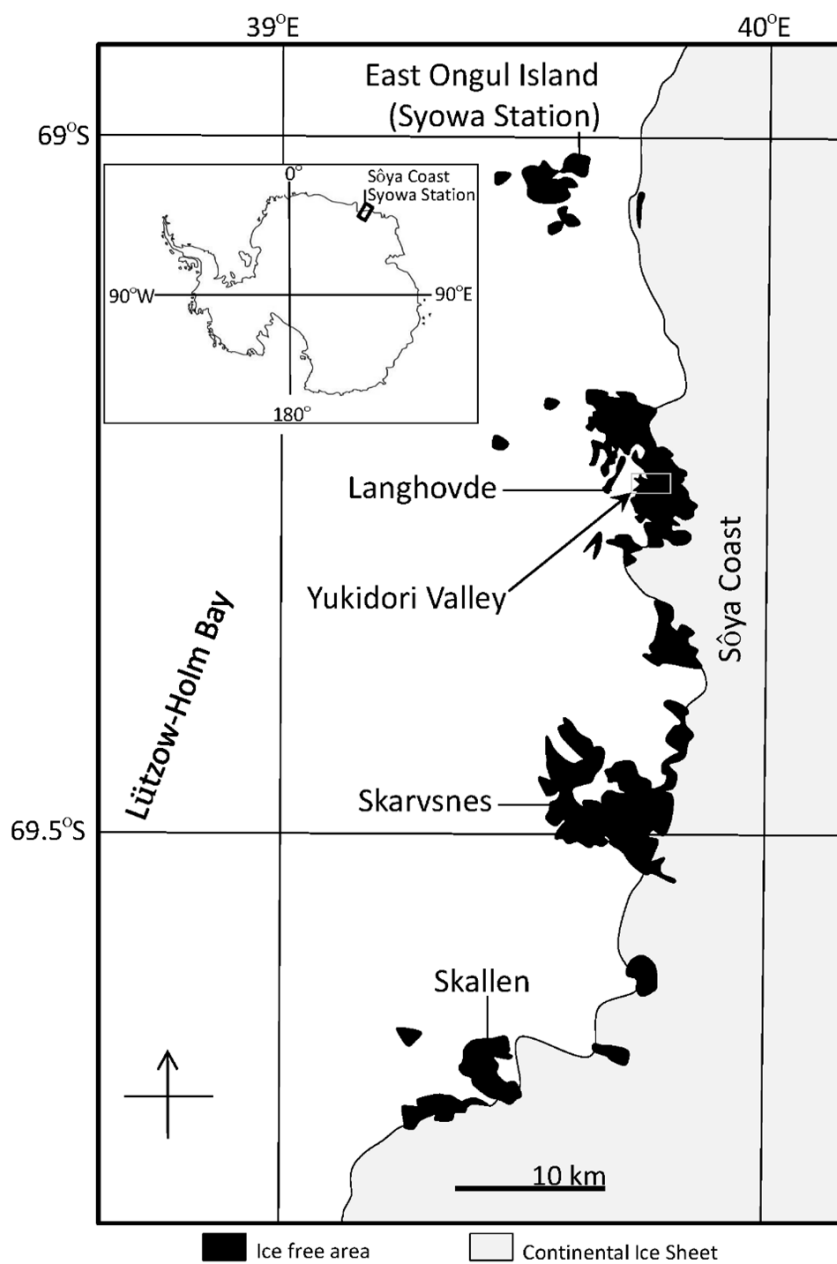 39°E
40°E
East Ongul Island
(Syowa Station)
69°S
0°
Sôya Coast
Syowa Station
90°W
90°E
180°
Langhovde
Yukidori Valley
Sôya Coast
Lützow-Holm Bay
Skarvsnes
69.5°S
Skallen
10 km
Ice free area
Continental Ice Sheet